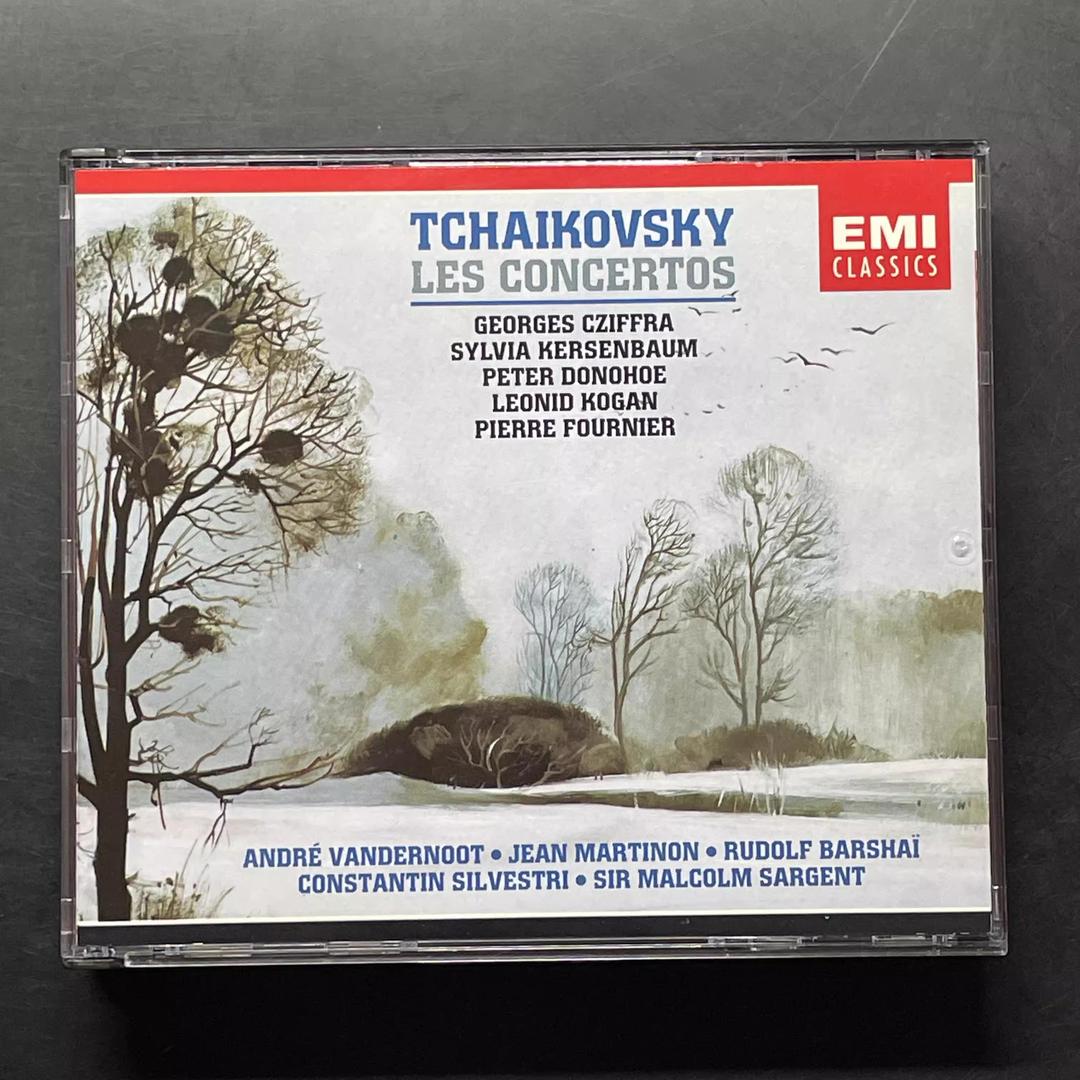 TCHAIKOVSKY
LES CONCERTOS
EMI
CLASSICS
GEORGES CZIFFRA
SYLVIA KERSENBAUM
PETER DONOHOE
LEONID KOGAN
PIERRE FOURNIER
ANDRÉ VANDERNOOT • JEAN MARTINON • RUDOLF BARSHAÏ
CONSTANTIN SILVESTRI • SIR MALCOLM SARGENT